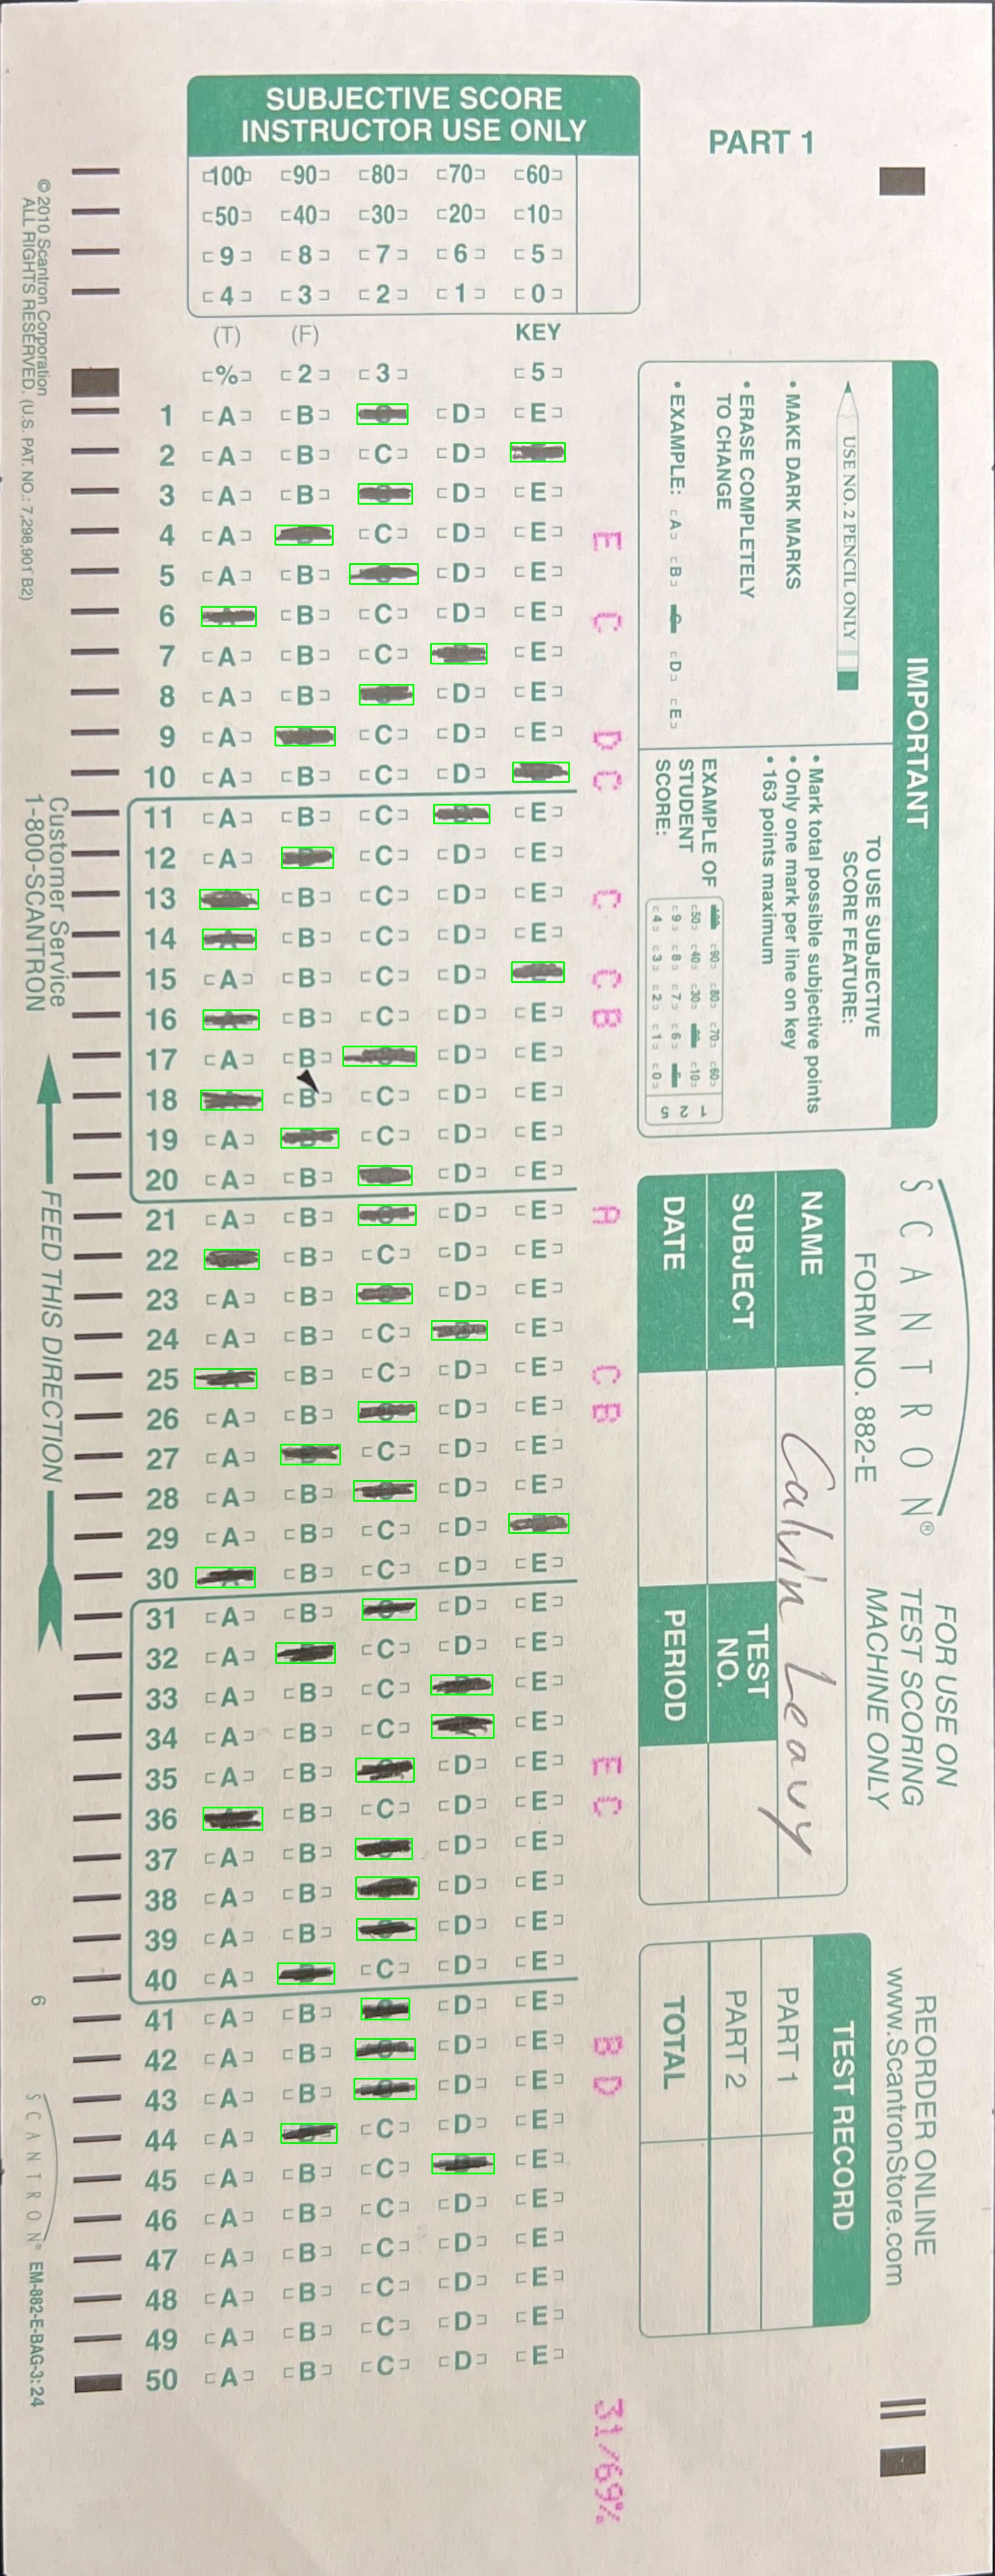 SUBJECTIVE SCORE
INSTRUCTOR USE ONLY
100 90 80 70 60
50 40 30 20 10
9 8 7 6 5
4 3 2 1 0
(T) (F) KEY
% 2 3 5
1 A B D E
2 A B C D
3 A B D E
4 A C D E E
5 A B D E
6 B C D E C
7 A B C E
8 A B D E
9 A C D E D
10 A B C D C
11 A B C E
12 A C D E
13 B C D E C
14 B C D E
15 A B C D C
16 B C D E B
17 A B D E
18 B C D E
19 A C D E
20 A B D E
21 A B D E A
22 B C D E
23 A B D E
24 A B C E
25 B C D E C
26 A B D E B
27 A C D E
28 A B D E
29 A B C D
30 B C D E
31 A B D E
32 A C D E
33 A B C E
34 A B C E
35 A B D E E
36 B C D E C
37 A B D E
38 A B D E
39 A B D E
40 A C D E
41 A B D E
42 A B D E B
43 A B D E D
44 A C D E
45 A B C E
46 A B C D E
47 A B C D E
48 A B C D E
49 A B C D E
50 A B C D E
31/69%
PART 1
IMPORTANT
USE NO. 2 PENCIL ONLY
• MAKE DARK MARKS
• ERASE COMPLETELY
TO CHANGE
• EXAMPLE: A B C D E
TO USE SUBJECTIVE
SCORE FEATURE:
• Mark total possible subjective points
• Only one mark per line on key
• 163 points maximum
EXAMPLE OF
STUDENT
SCORE:
90 80 70 60
50 40 30 10
9 8 7 6
4 3 2 1 0
1 2 5
SCANTRON®
FORM NO. 882-E
FOR USE ON
TEST SCORING
MACHINE ONLY
NAME Calvin Leavy
SUBJECT
TEST
NO.
DATE
PERIOD
REORDER ONLINE
www.ScantronStore.com
TEST RECORD
PART 1
PART 2
TOTAL
© 2010 Scantron Corporation
ALL RIGHTS RESERVED. (U.S. PAT. NO.: 7,298,901 B2)
Customer Service
1-800-SCANTRON
FEED THIS DIRECTION
6
SCANTRON® EM-882-E-BAG-3:24